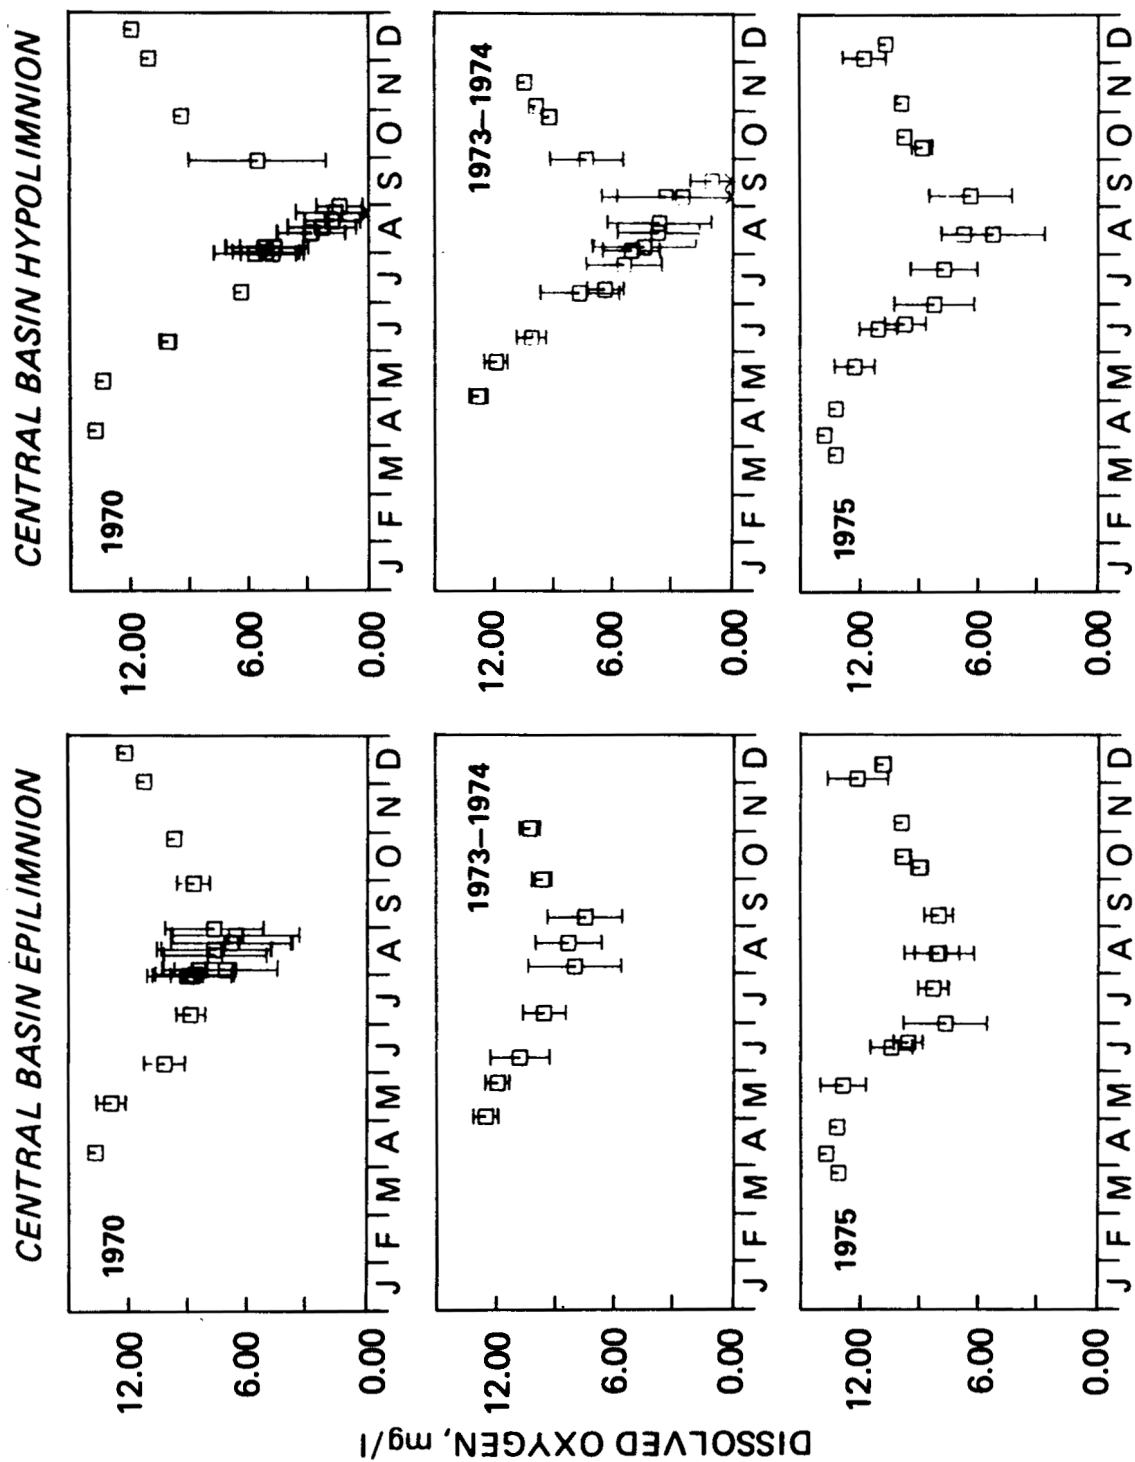 CENTRAL BASIN EPILIMNION
CENTRAL BASIN HYPOLIMNION
DISSOLVED OXYGEN, mg/l
12.00
6.00
0.00
1970
J F M A M J J A S O N D
12.00
6.00
0.00
1970
J F M A M J J A S O N D
12.00
6.00
0.00
1973–1974
J F M A M J J A S O N D
12.00
6.00
0.00
1973–1974
J F M A M J J A S O N D
12.00
6.00
0.00
1975
J F M A M J J A S O N D
12.00
6.00
0.00
1975
J F M A M J J A S O N D